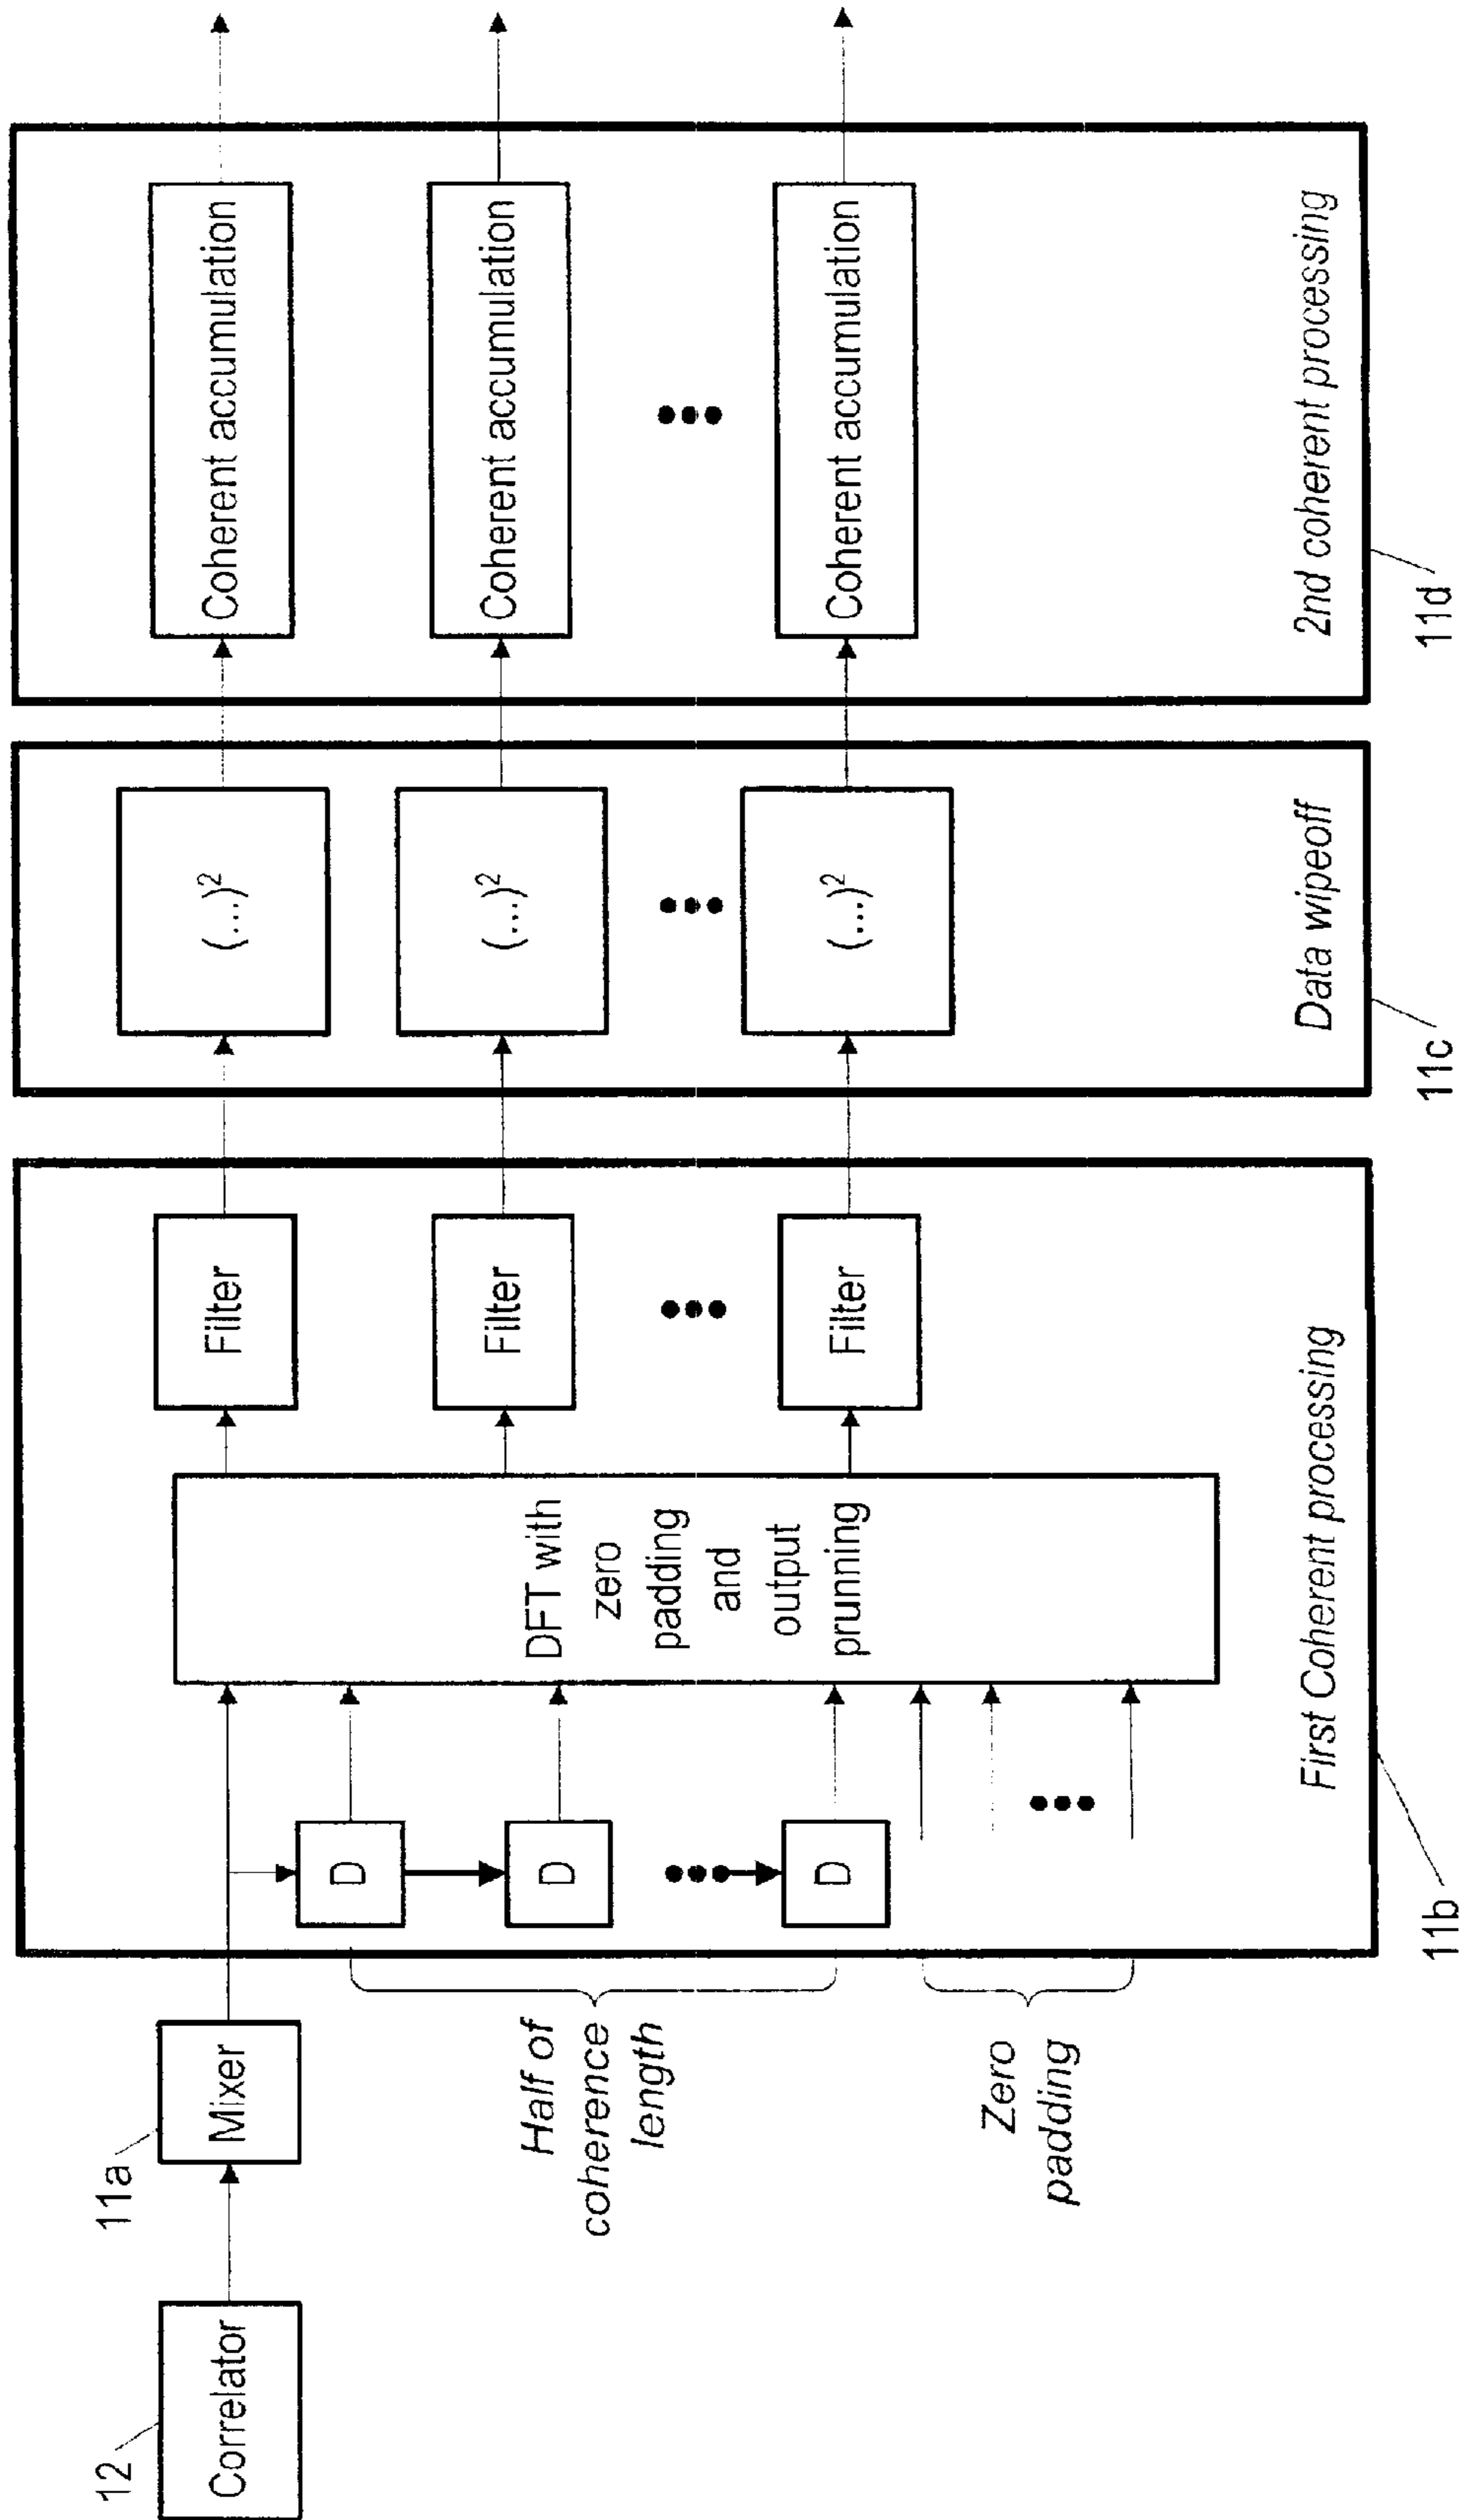 12
Correlator
11a
Mixer
Half of
coherence
length
Zero
padding
D
D
D
DFT with
zero
padding
and
output
prunning
Filter
Filter
Filter
First Coherent processing
11b
(...)²
(...)²
(...)²
Data wipeoff
11c
Coherent accumulation
Coherent accumulation
Coherent accumulation
2nd coherent processing
11d